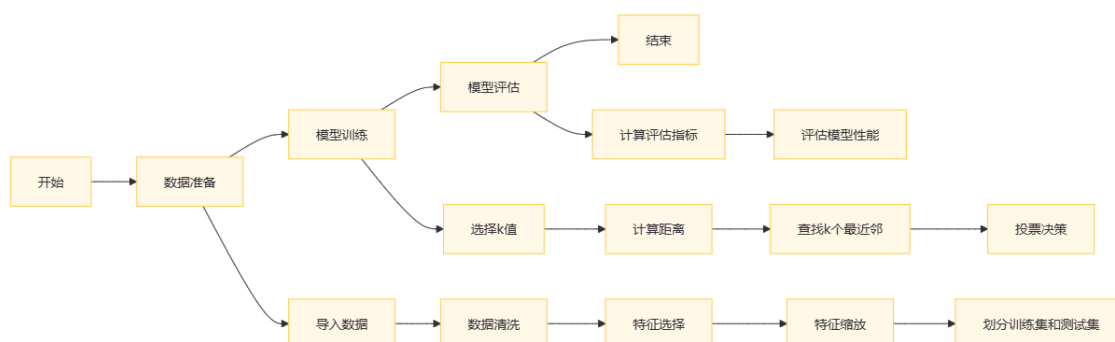 结束
模型评估
模型训练
计算评估指标
评估模型性能
开始
数据准备
选择k值
计算距离
查找k个最近邻
投票决策
导入数据
数据清洗
特征选择
特征缩放
划分训练集和测试集